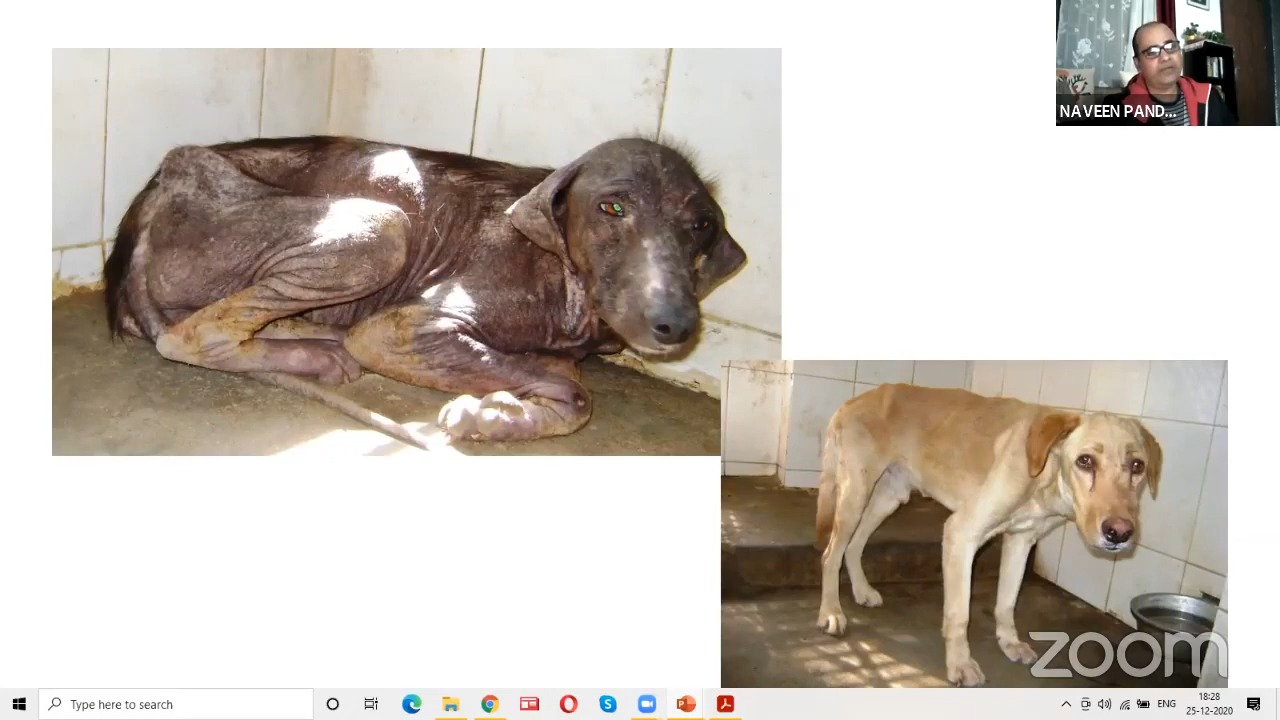 NAVEEN PAND...
zoom
Type here to search
ENG
18:28
25-12-2020